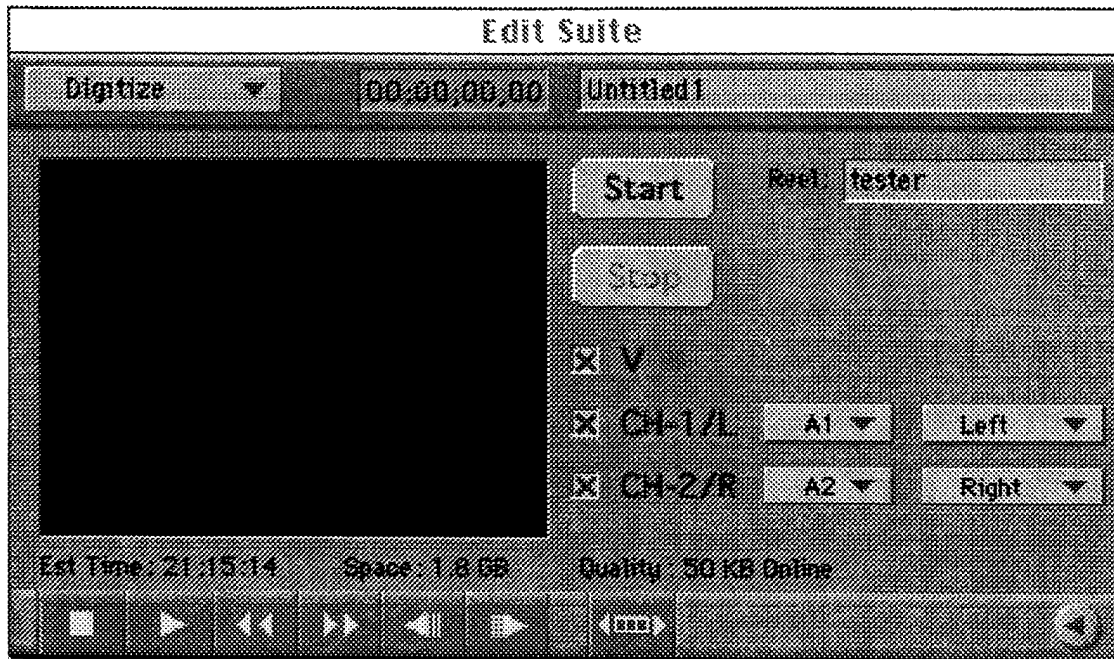 Edit Suite
Digitize 00;00;00,00 Untitled1
Start Reel: tester
Stop
V
CH-1/L A1 Left
CH-2/R A2 Right
Est Time: 21:15:14 Space: 1.8 GB Quality: 50 KB Online